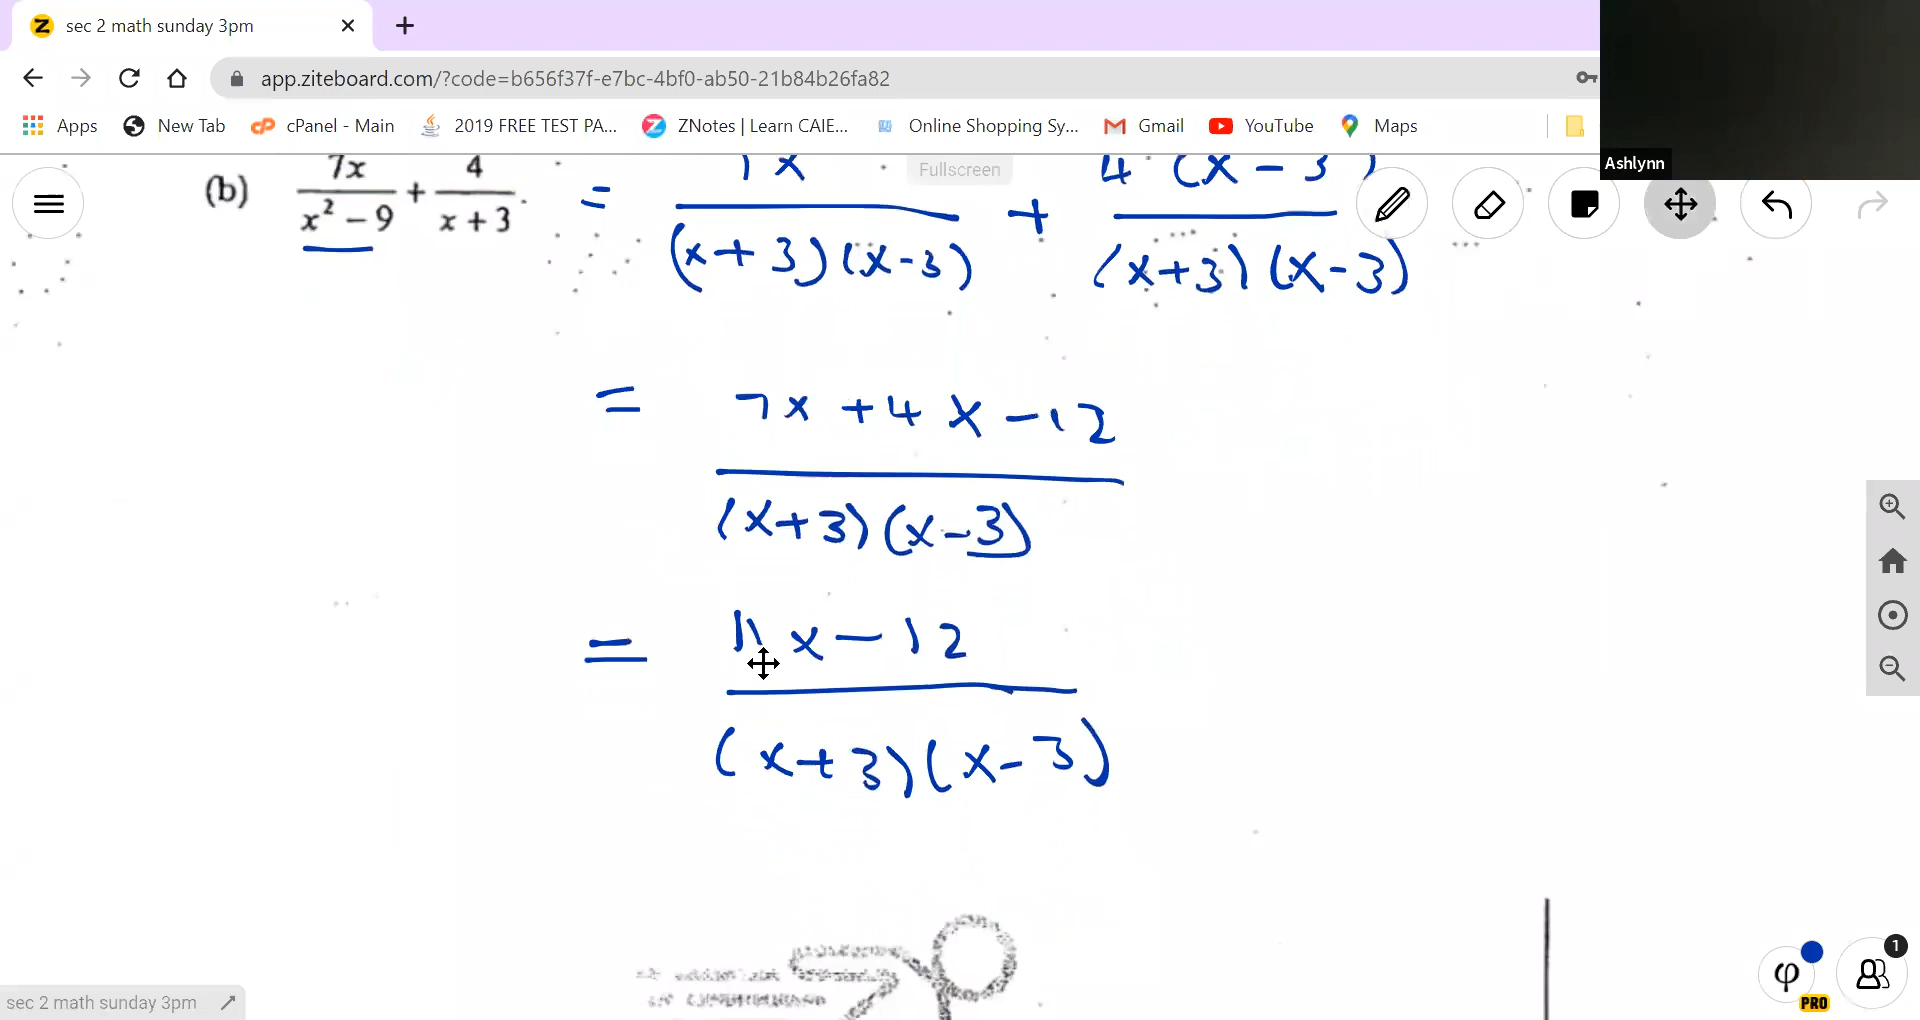 sec 2 math sunday 3pm
app.ziteboard.com/?code=b656f37f-e7bc-4bf0-ab50-21b84b26fa82
Apps New Tab cPanel - Main 2019 FREE TEST PA... ZNotes | Learn CAIE... Online Shopping Sy... Gmail YouTube Maps
Ashlynn
Fullscreen
(b) 7x/(x² − 9) + 4/(x + 3). = 7x/((x+3)(x-3)) + 4(x-3)/((x+3)(x-3))
= 7x+4x-12
(x+3)(x-3)
= 11x-12
(x+3)(x-3)
1
PRO
sec 2 math sunday 3pm